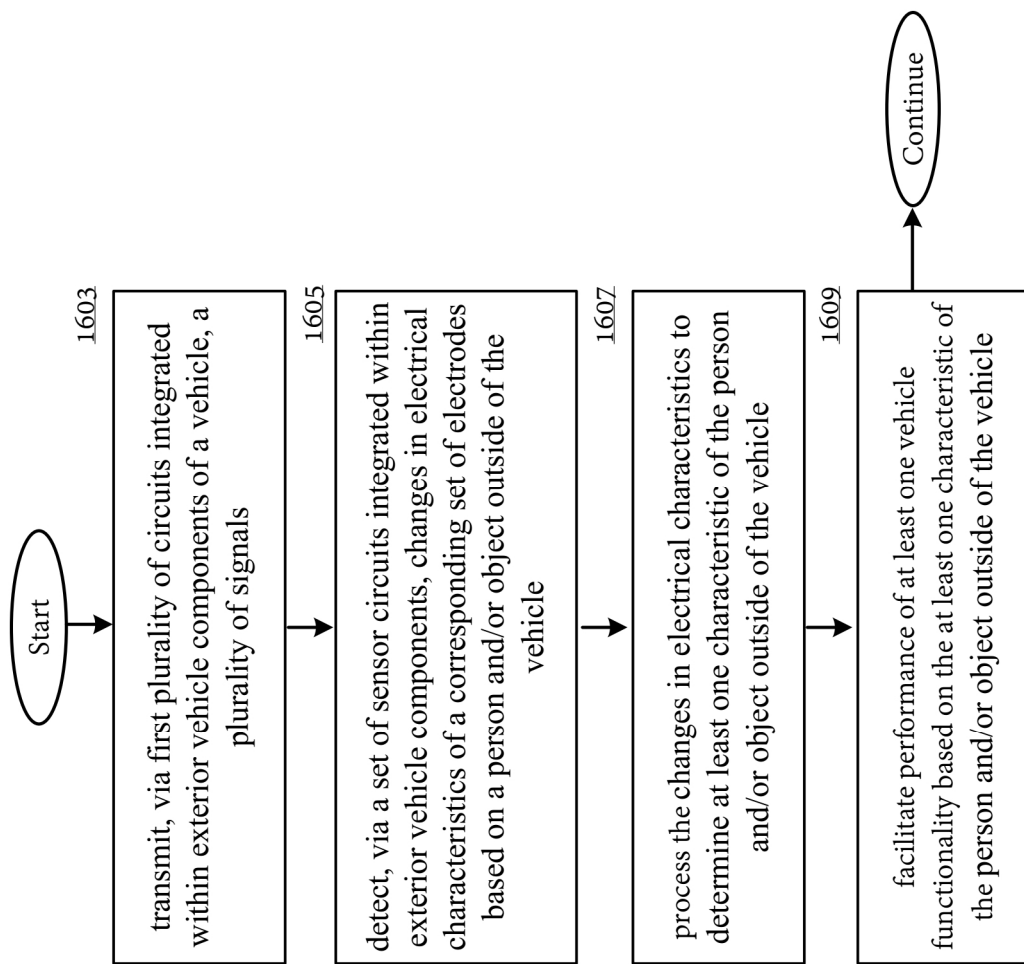 Start
1603
transmit, via first plurality of circuits integrated
within exterior vehicle components of a vehicle, a
plurality of signals
1605
detect, via a set of sensor circuits integrated within
exterior vehicle components, changes in electrical
characteristics of a corresponding set of electrodes
based on a person and/or object outside of the
vehicle
1607
process the changes in electrical characteristics to
determine at least one characteristic of the person
and/or object outside of the vehicle
1609
facilitate performance of at least one vehicle
functionality based on the at least one characteristic of
the person and/or object outside of the vehicle
Continue